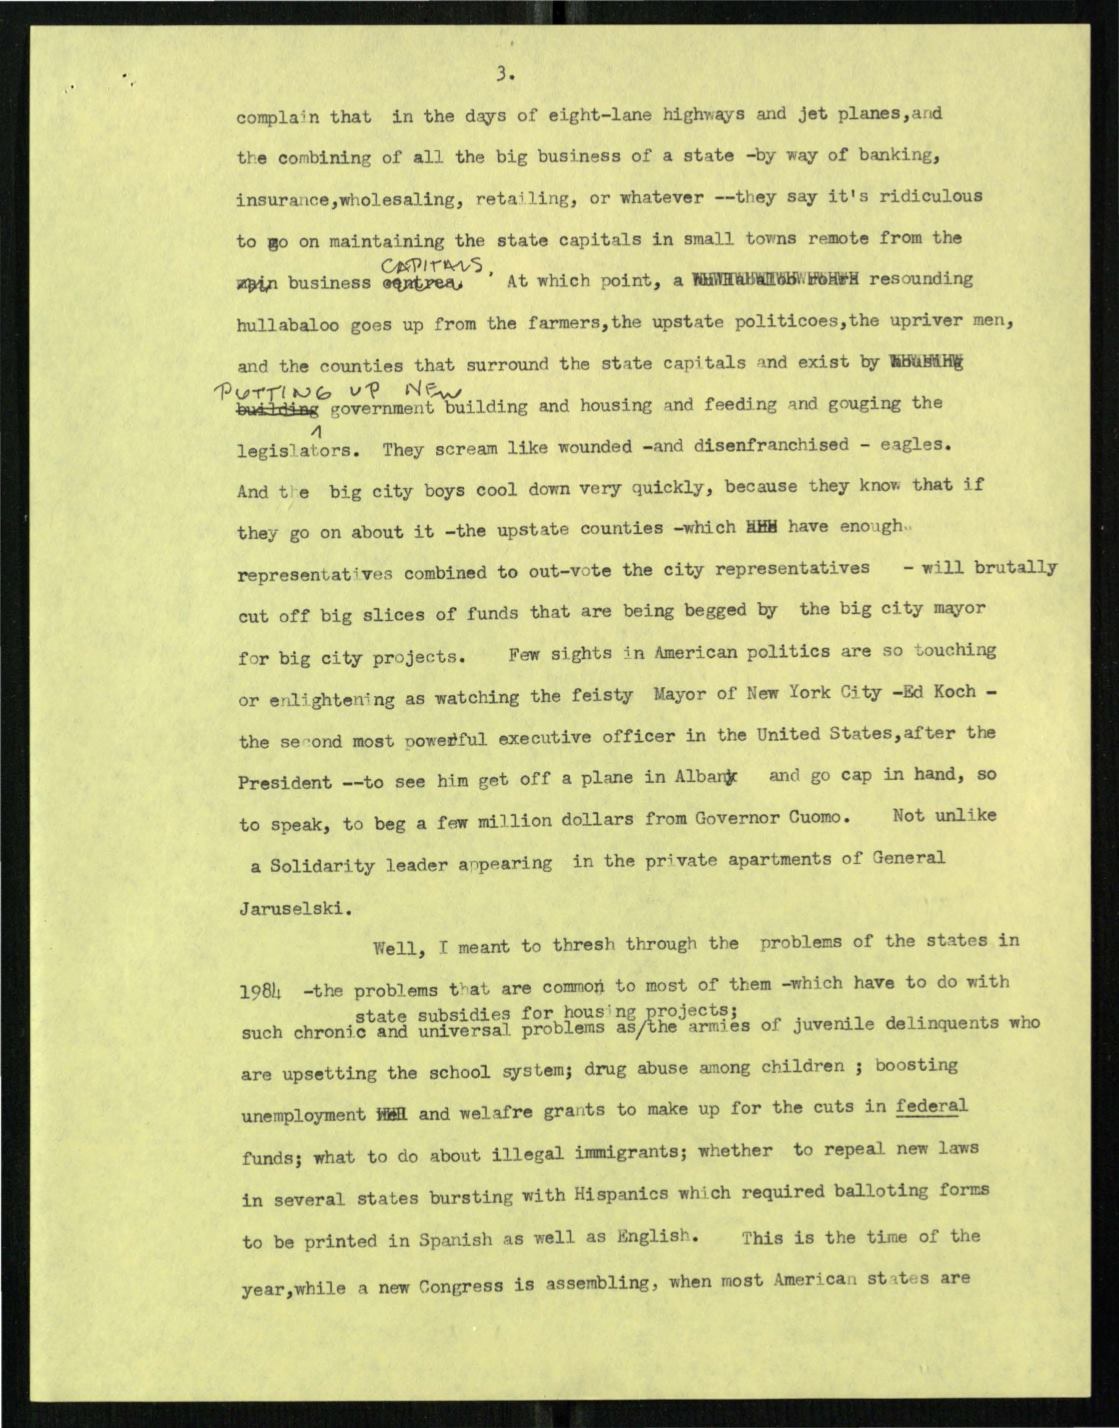 3.
complain that in the days of eight-lane highways and jet planes,and
the combining of all the big business of a state -by way of banking,
insurance,wholesaling, retailing, or whatever --they say it's ridiculous
to go on maintaining the state capitals in small towns remote from the
CAPITALS.
main business centres. At which point, a resounding
hullabaloo goes up from the farmers,the upstate politicoes,the upriver men,
and the counties that surround the state capitals and exist by housing
PUTTING UP NEW
building government building and housing and feeding and gouging the
legislators. They scream like wounded -and disenfranchised - eagles.
And the big city boys cool down very quickly, because they know that if
they go on about it -the upstate counties -which have enough
representatives combined to out-vote the city representatives - will brutally
cut off big slices of funds that are being begged by the big city mayor
for big city projects. Few sights in American politics are so touching
or enlightening as watching the feisty Mayor of New York City -Ed Koch -
the second most powerful executive officer in the United States,after the
President --to see him get off a plane in Albany and go cap in hand, so
to speak, to beg a few million dollars from Governor Cuomo. Not unlike
a Solidarity leader appearing in the private apartments of General
Jaruselski.
Well, I meant to thresh through the problems of the states in
1984 -the problems that are common to most of them -which have to do with
state subsidies for housing projects;
such chronic and universal problems as/the armies of juvenile delinquents who
are upsetting the school system; drug abuse among children ; boosting
unemployment and welafre grants to make up for the cuts in federal
funds; what to do about illegal immigrants; whether to repeal new laws
in several states bursting with Hispanics which required balloting forms
to be printed in Spanish as well as English. This is the time of the
year,while a new Congress is assembling, when most American states are